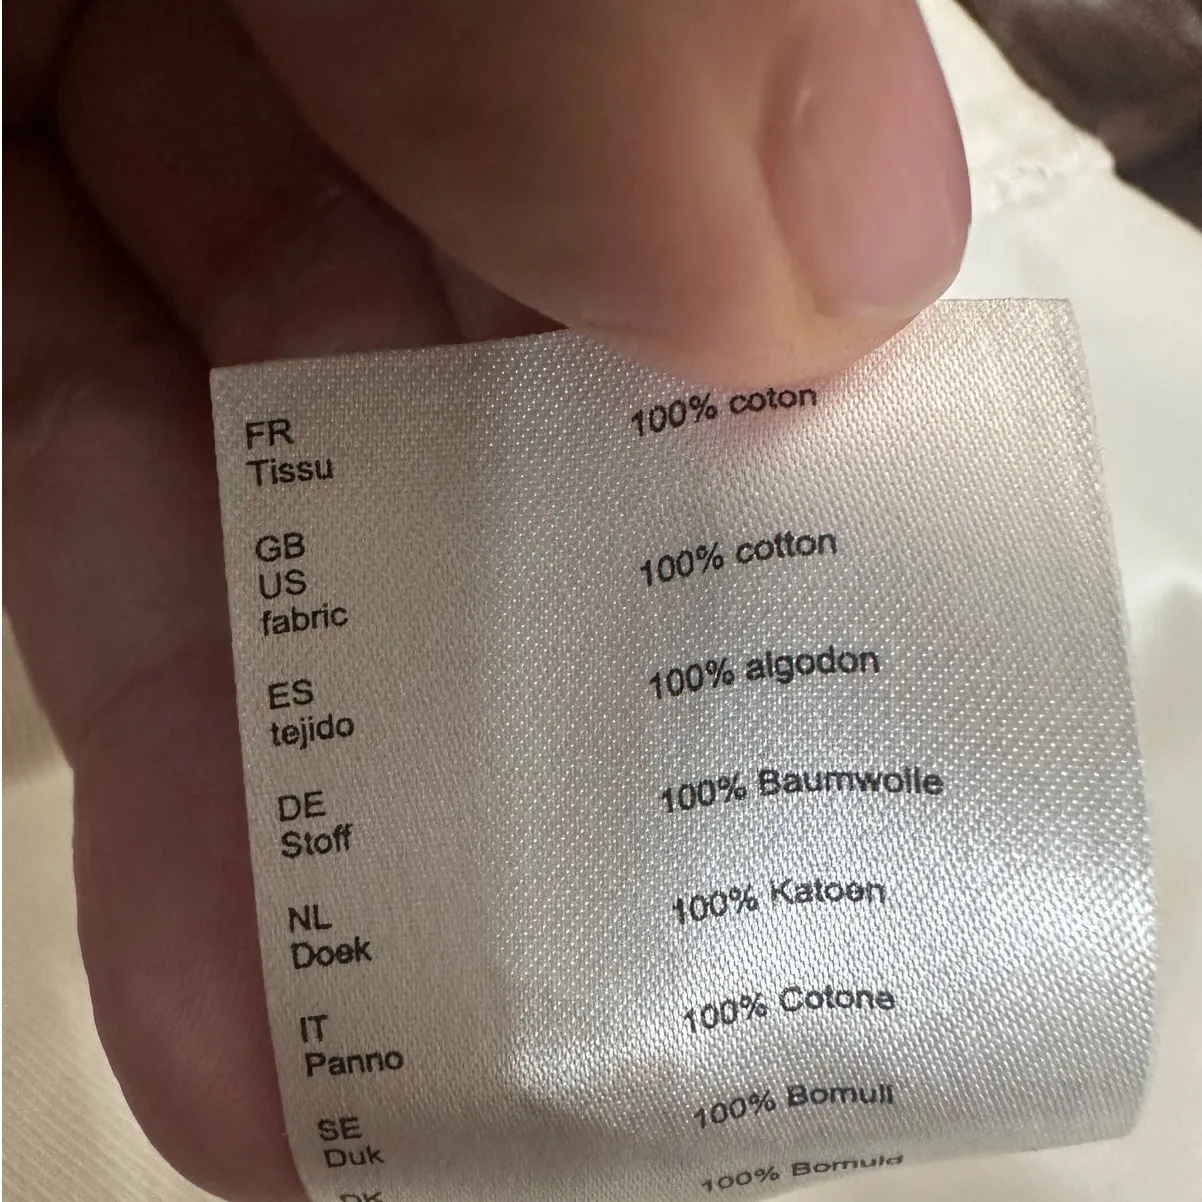 FR 100% coton
Tissu
GB
US 100% cotton
fabric
ES 100% algodon
tejido
DE 100% Baumwolle
Stoff
NL 100% Katoen
Doek
IT 100% Cotone
Panno
SE 100% Bomull
Duk
DK 100% Bomuld